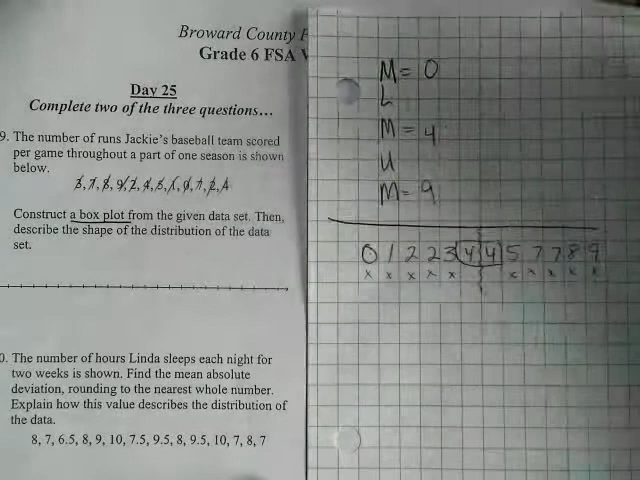 Broward County
Grade 6 FSA
Day 25
Complete two of the three questions…
9. The number of runs Jackie's baseball team scored
per game throughout a part of one season is shown
below.
Construct a box plot from the given data set. Then,
describe the shape of the distribution of the data
set.
0. The number of hours Linda sleeps each night for
two weeks is shown. Find the mean absolute
deviation, rounding to the nearest whole number.
Explain how this value describes the distribution of
the data.
8, 7, 6.5, 8, 9, 10, 7.5, 9.5, 8, 9.5, 10, 7, 8, 7
M= 0
L
M= 4
U
M= 9
0 1 2 2 3 4 4 5 7 7 8 9
x x x x x x x x x x